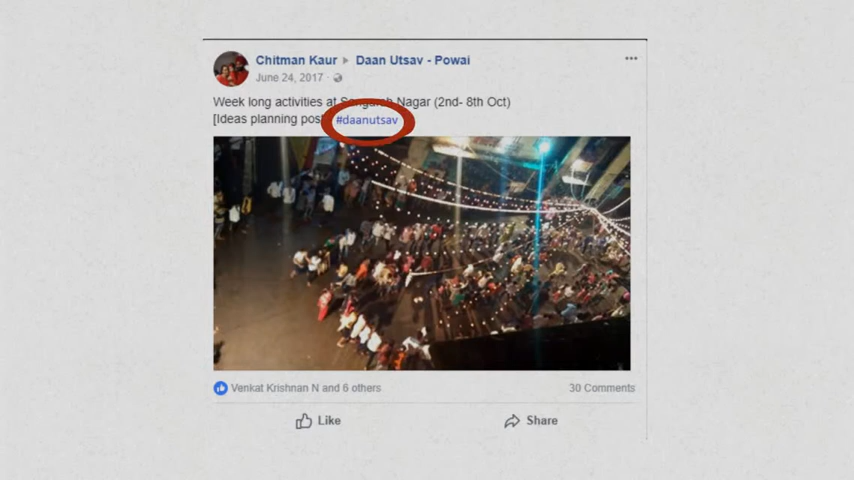 Chitman Kaur ▸ Daan Utsav - Powai
June 24, 2017 ·
Week long activities at Nagar (2nd- 8th Oct)
[Ideas planning #daanutsav
Venkat Krishnan N and 6 others
30 Comments
Like
Share